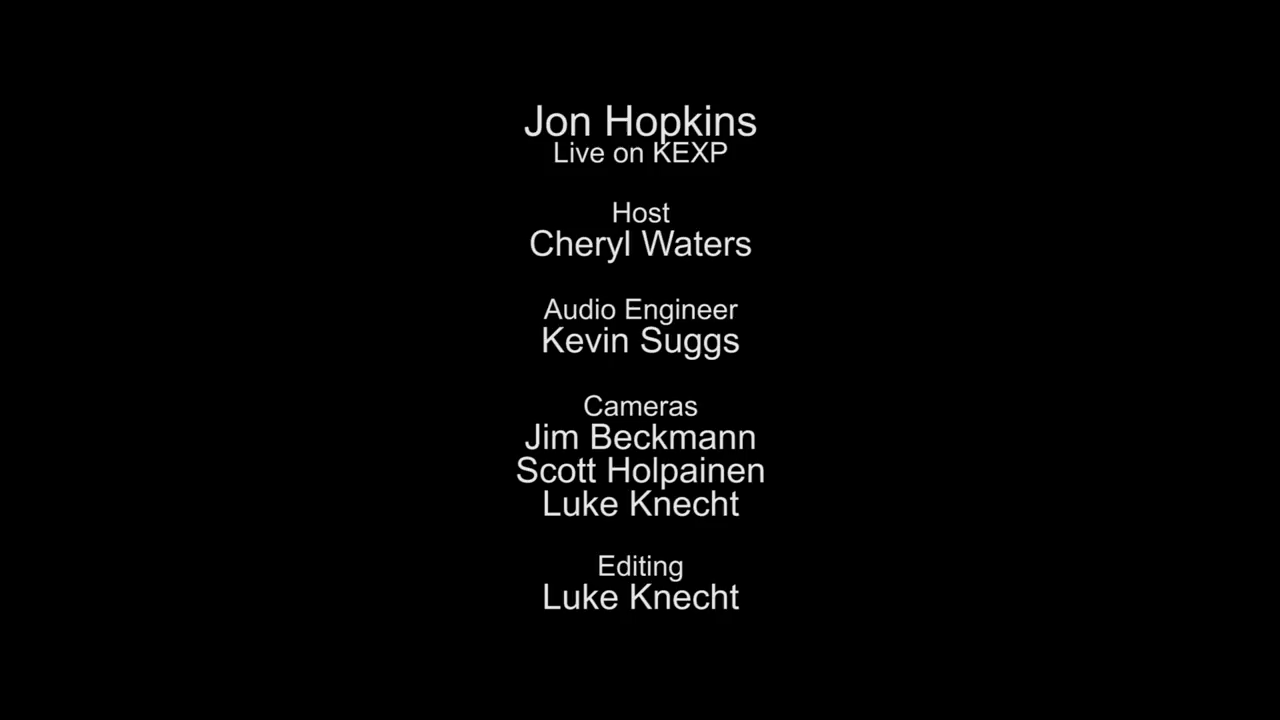 Jon Hopkins
Live on KEXP
Host
Cheryl Waters
Audio Engineer
Kevin Suggs
Cameras
Jim Beckmann
Scott Holpainen
Luke Knecht
Editing
Luke Knecht